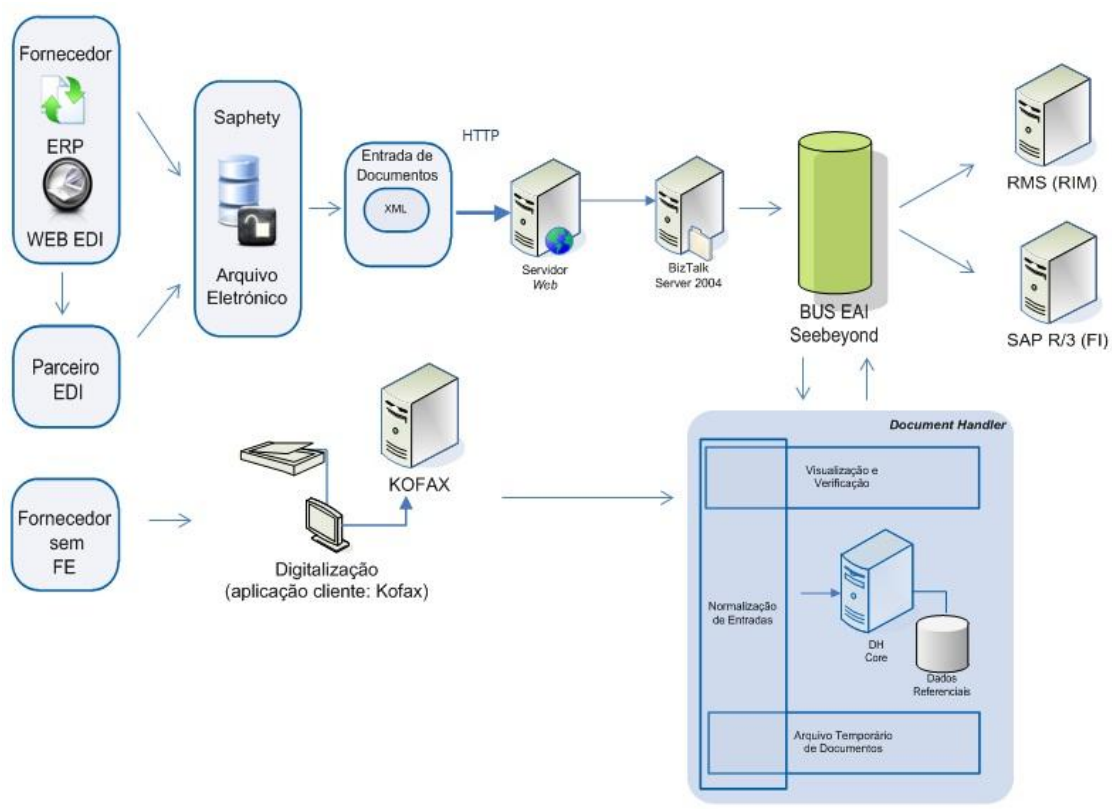 Fornecedor
ERP
WEB EDI
Parceiro
EDI
Saphety
Arquivo
Eletrónico
Entrada de
Documentos
XML
HTTP
Servidor
Web
BizTalk
Server 2004
BUS EAI
Seebeyond
RMS (RIM)
SAP R/3 (FI)
Fornecedor
sem
FE
KOFAX
Digitalização
(aplicação cliente: Kofax)
Document Handler
Visualização e
Verificação
Normalização
de Entradas
DH
Core
Dados
Referenciais
Arquivo Temporário
de Documentos